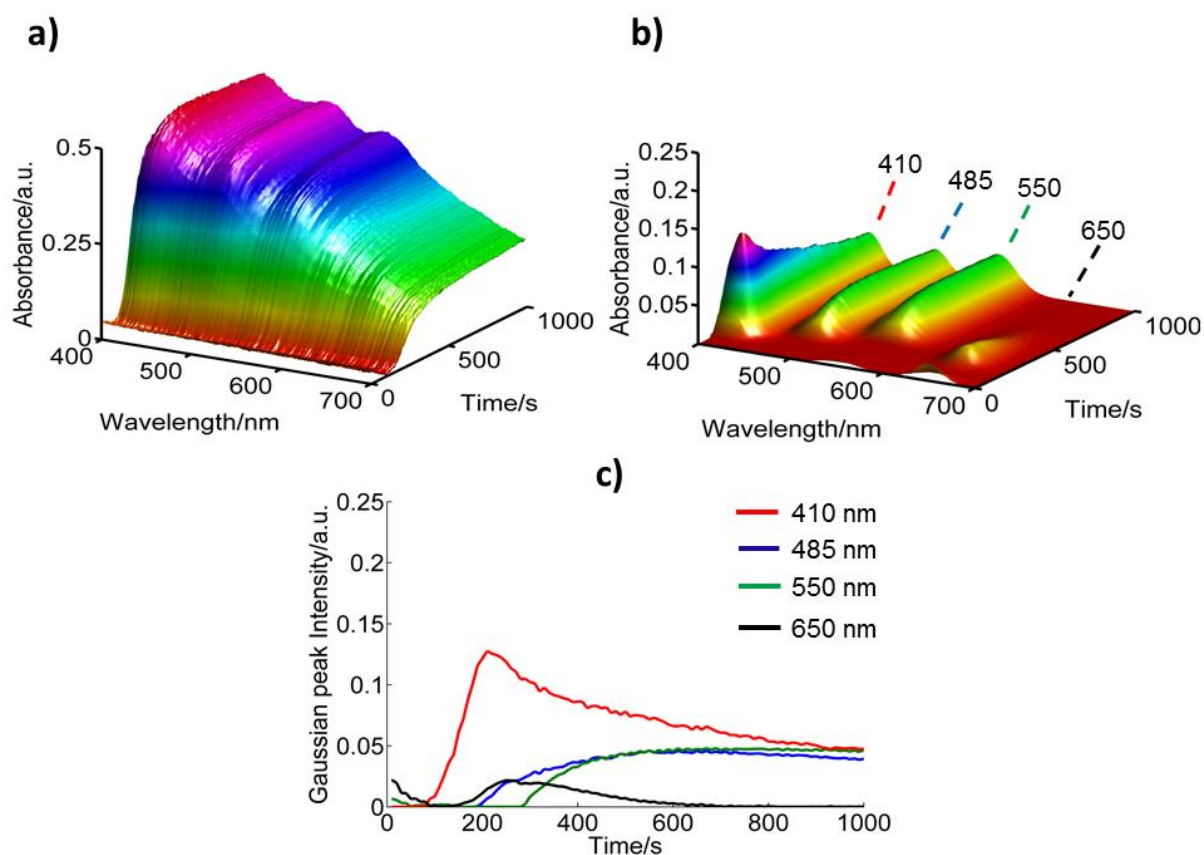 a)
Absorbance/a.u.
0.5
0.25
0
400
500
600
700
Wavelength/nm
0
500
1000
Time/s
b)
Absorbance/a.u.
0.25
0.2
0.15
0.1
0.05
410
485
550
650
400
500
600
700
Wavelength/nm
0
500
1000
Time/s
c)
Gaussian peak Intensity/a.u.
0.25
0.2
0.15
0.1
0.05
0
0
200
400
600
800
1000
Time/s
410 nm
485 nm
550 nm
650 nm